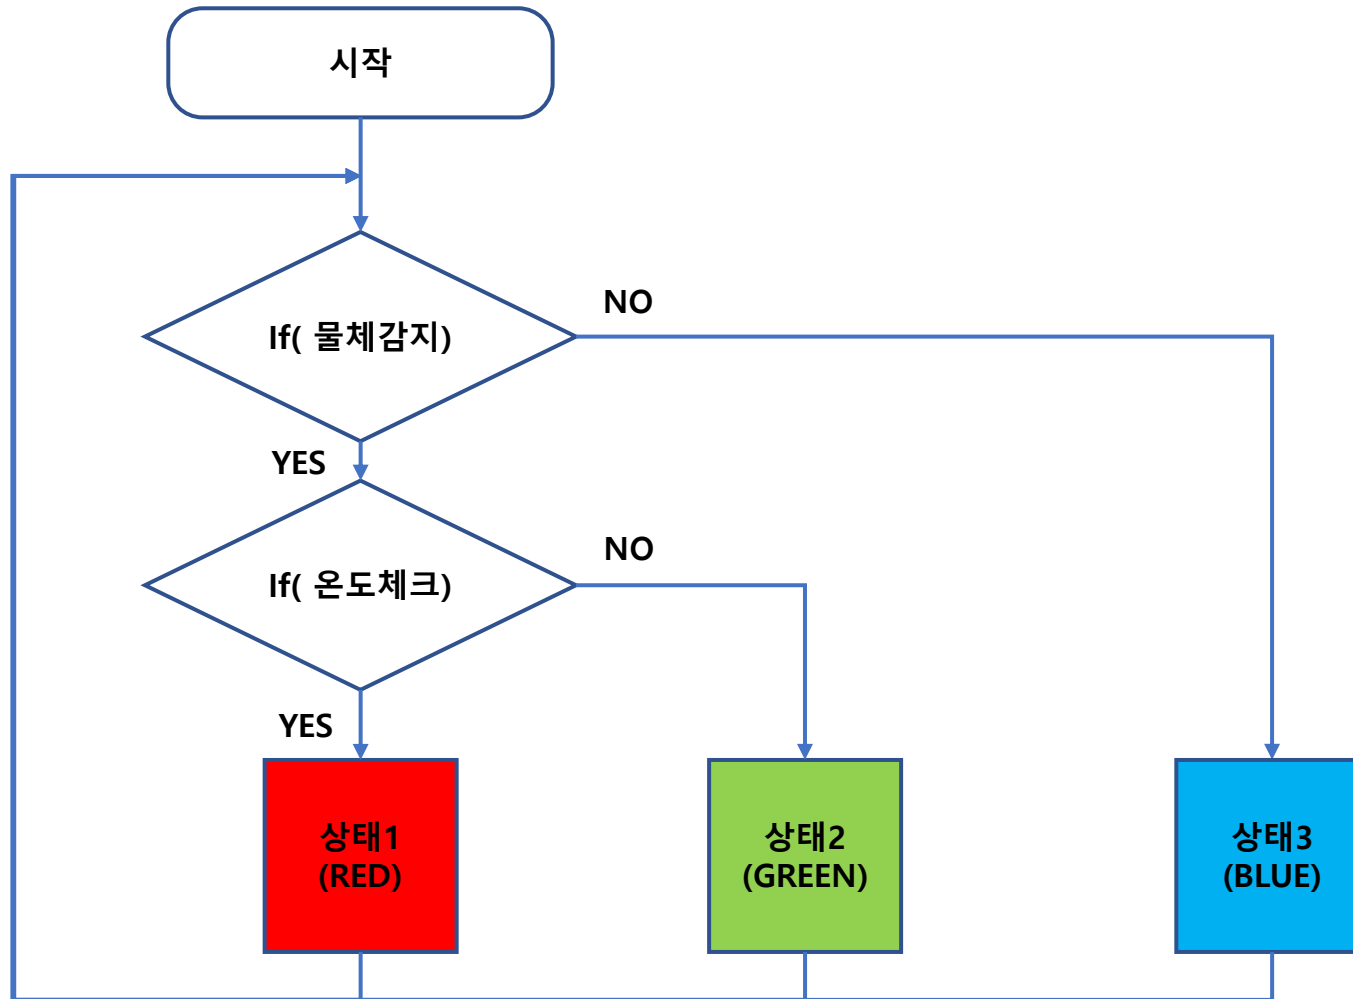 시작
NO
If( 물체감지)
YES
NO
If( 온도체크)
YES
상태1
(RED)
상태2
(GREEN)
상태3
(BLUE)